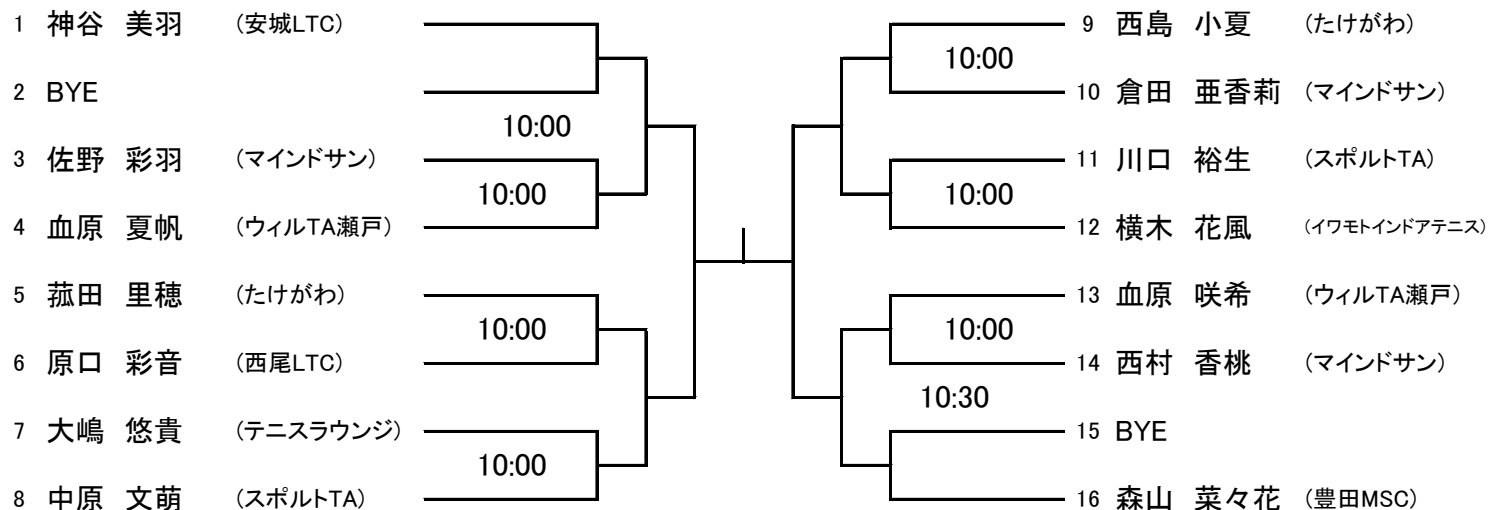 1 神谷 美羽 (安城LTC)
2 BYE
10:00
3 佐野 彩羽 (マインドサン)
10:00
4 血原 夏帆 (ウィルTA瀬戸)
5 菰田 里穂 (たけがわ)
10:00
6 原口 彩音 (西尾LTC)
7 大嶋 悠貴 (テニスラウンジ)
10:00
8 中原 文萌 (スポルトTA)
9 西島 小夏 (たけがわ)
10:00
10 倉田 亜香莉 (マインドサン)
11 川口 裕生 (スポルトTA)
10:00
12 横木 花風 (イワモトインドアテニス)
13 血原 咲希 (ウィルTA瀬戸)
10:00
14 西村 香桃 (マインドサン)
10:30
15 BYE
16 森山 菜々花 (豊田MSC)